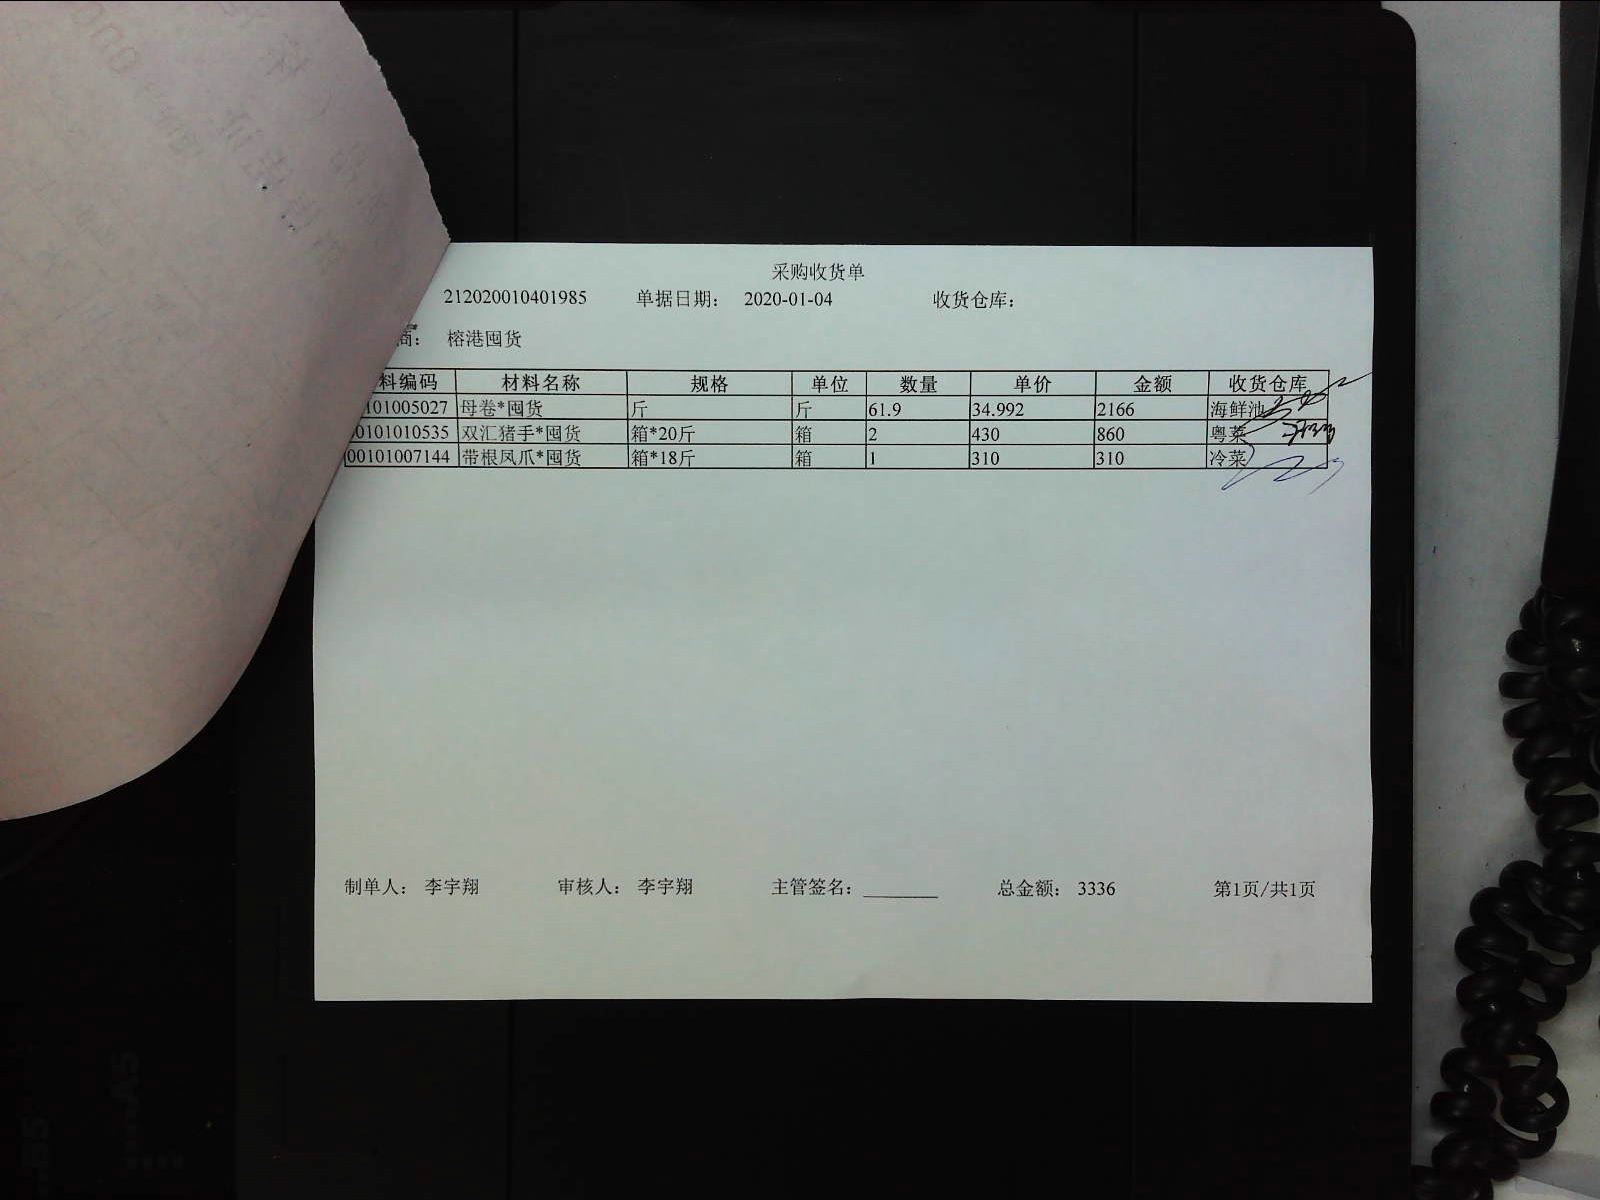 采购收货单
212020010401985 单据日期： 2020-01-04 收货仓库：
商： 榕港囤货
料编码 材料名称 规格 单位 数量 单价 金额 收货仓库
101005027 母卷*囤货 斤 斤 61.9 34.992 2166 海鲜池
0101010535 双汇猪手*囤货 箱*20斤 箱 2 430 860 粤菜
00101007144 带根凤爪*囤货 箱*18斤 箱 1 310 310 冷菜
制单人： 李宇翔 审核人： 李宇翔 主管签名： 总金额： 3336 第1页/共1页